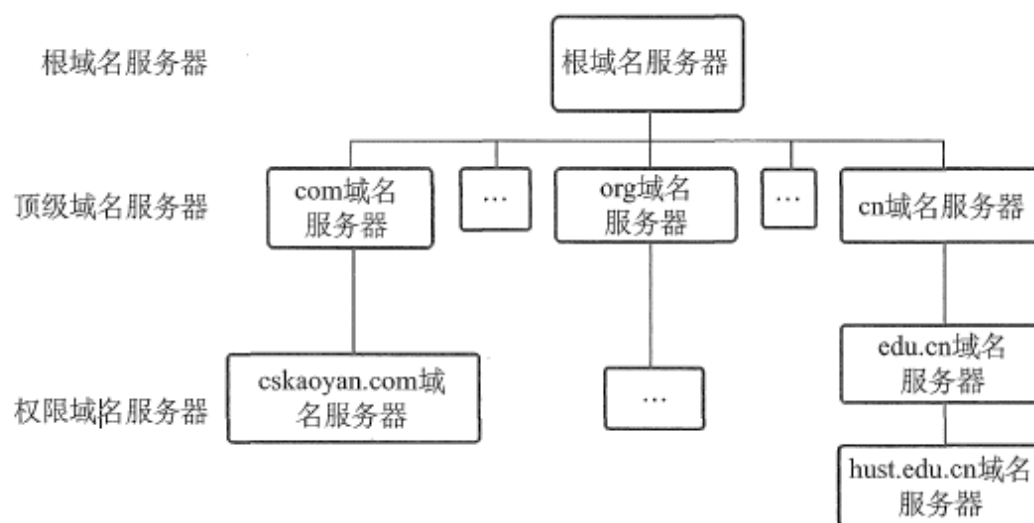 根域名服务器
根域名服务器
顶级域名服务器
com域名
服务器
...
org域名
服务器
...
cn域名服务器
edu.cn域名
服务器
权限域名服务器
cskaoyan.com域
名服务器
...
hust.edu.cn域名
服务器